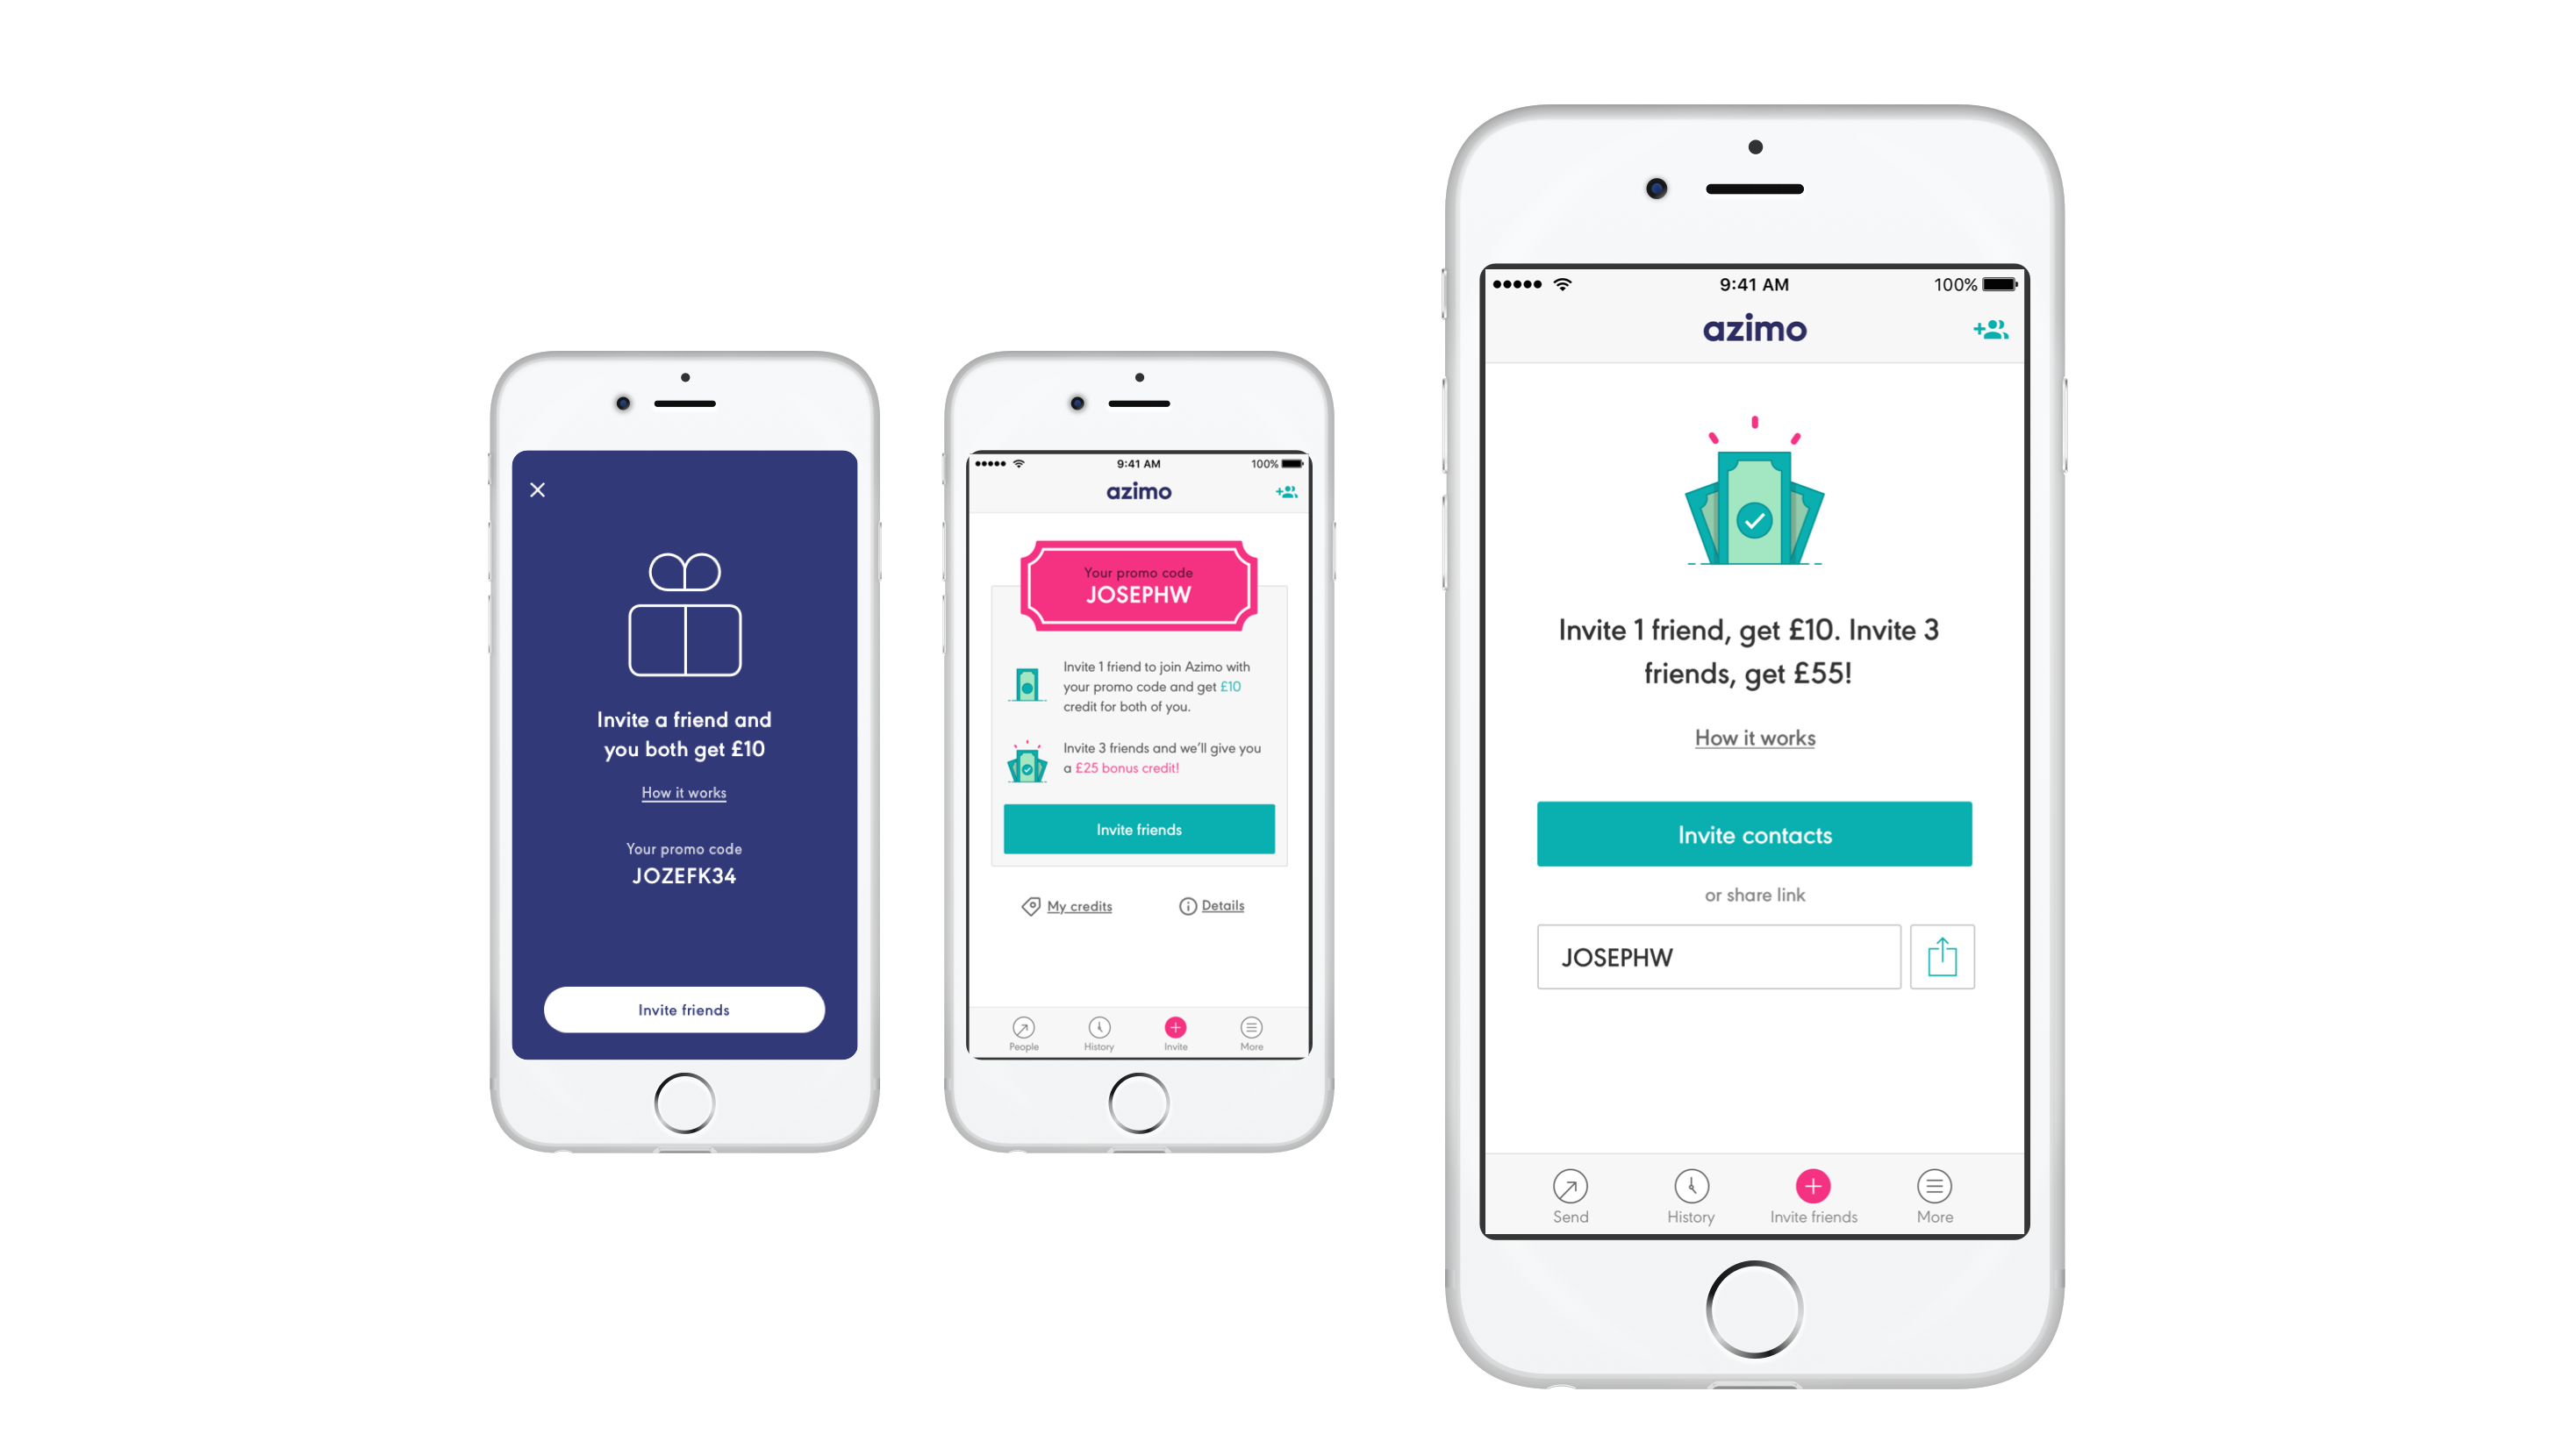 Invite a friend and
you both get £10
How it works
Your promo code
JOZEFK34
Invite friends
9:41 AM
100%
azimo
Your promo code
JOSEPHW
Invite 1 friend to join Azimo with
your promo code and get £10
credit for both of you.
Invite 3 friends and we'll give you
a £25 bonus credit!
Invite friends
My credits
Details
People
History
Invite
More
9:41 AM
100%
azimo
Invite 1 friend, get £10. Invite 3
friends, get £55!
How it works
Invite contacts
or share link
JOSEPHW
Send
History
Invite friends
More